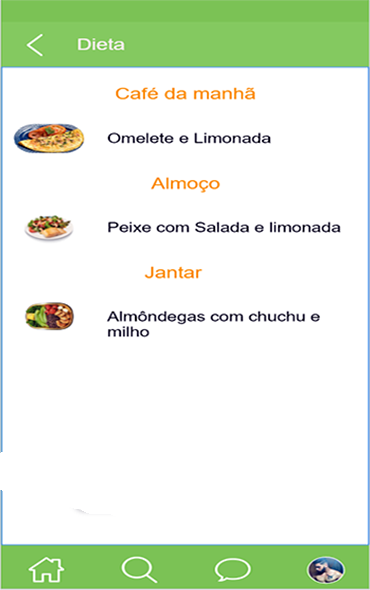 Dieta
Café da manhã
Omelete e Limonada
Almoço
Peixe com Salada e limonada
Jantar
Almôndegas com chuchu e
milho